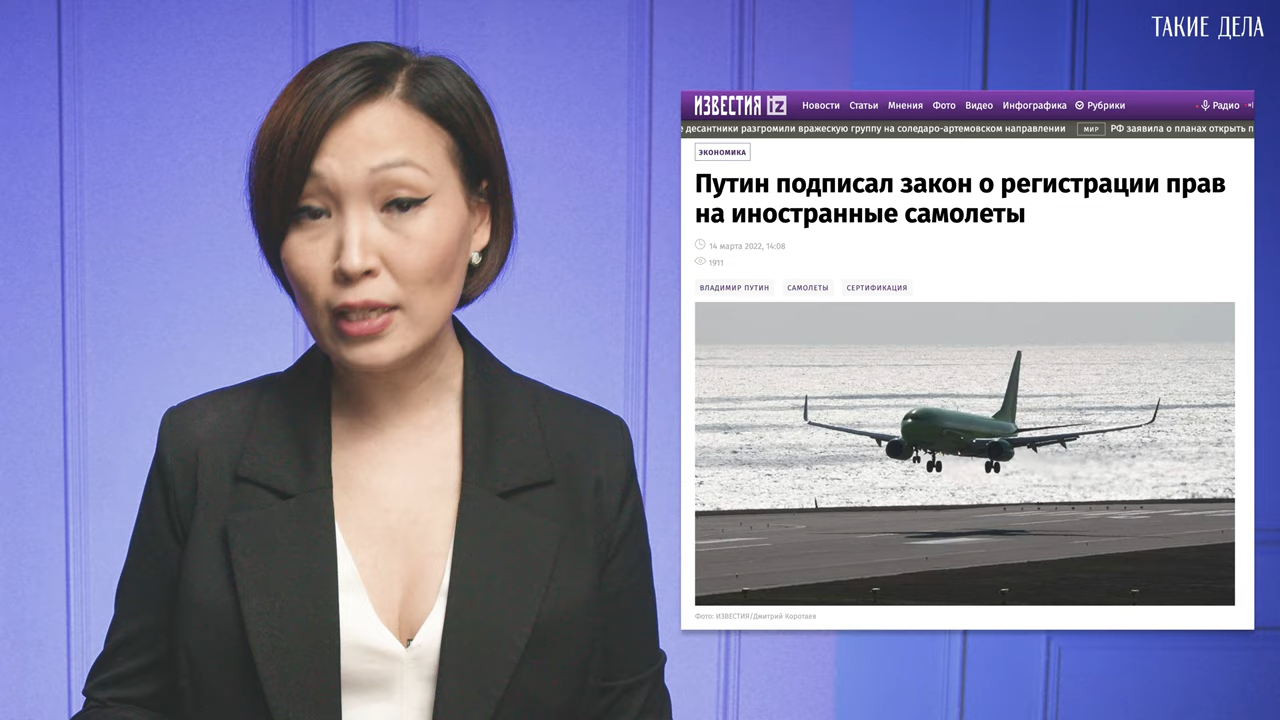 ТАКИЕ ДЕЛА
ИЗВЕСТИЯ iz Новости Статьи Мнения Фото Видео Инфографика Рубрики Радио
десантники разгромили вражескую группу на соледаро-артемовском направлении МИР РФ заявила о планах открыть
ЭКОНОМИКА
Путин подписал закон о регистрации прав
на иностранные самолеты
14 марта 2022, 14:08
1911
ВЛАДИМИР ПУТИН САМОЛЕТЫ СЕРТИФИКАЦИЯ
Фото: ИЗВЕСТИЯ/Дмитрий Коротаев